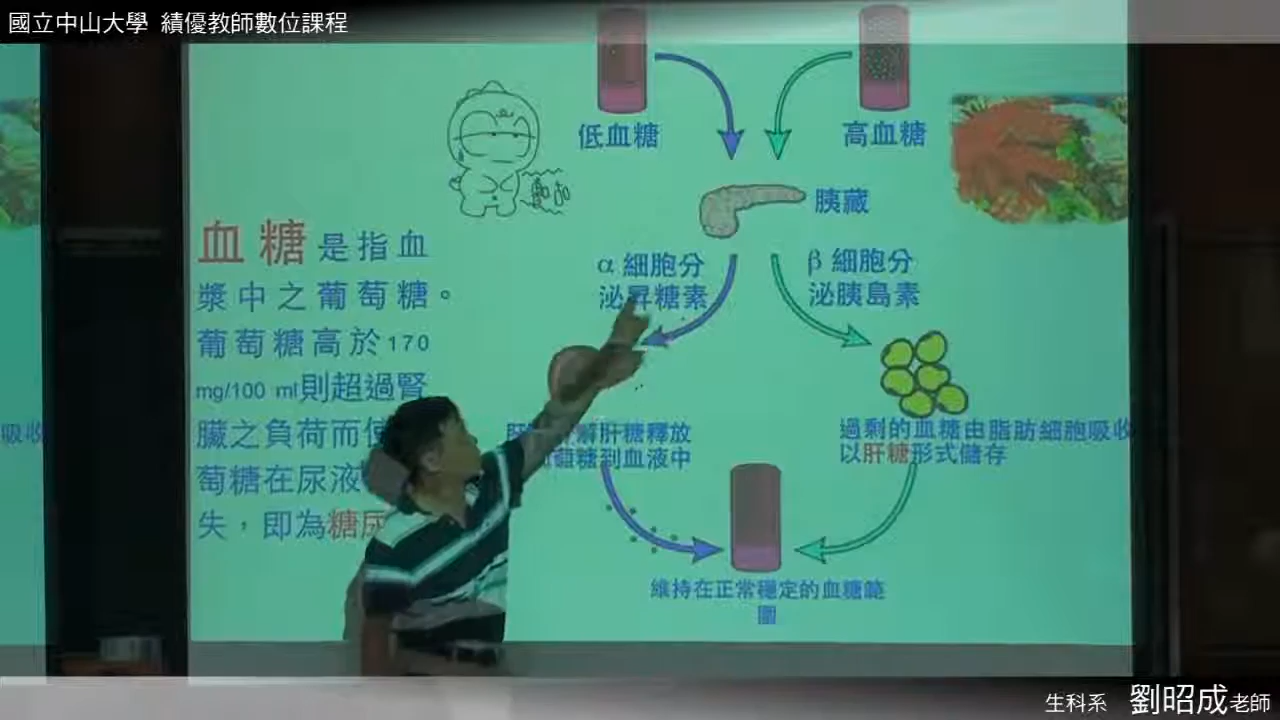 國立中山大學 績優教師數位課程
低血糖
高血糖
胰藏
血糖是指血
漿中之葡萄糖。
葡萄糖高於170
mg/100 ml則超過腎
臟之負荷而使
萄糖在尿液
失，即為糖尿
α細胞分
泌昇糖素
β細胞分
泌胰島素
肝糖釋放
糖到血液中
過剩的血糖由脂肪細胞吸收
以肝糖形式儲存
維持在正常穩定的血糖範
圍
吸收
生科系 劉昭成老師